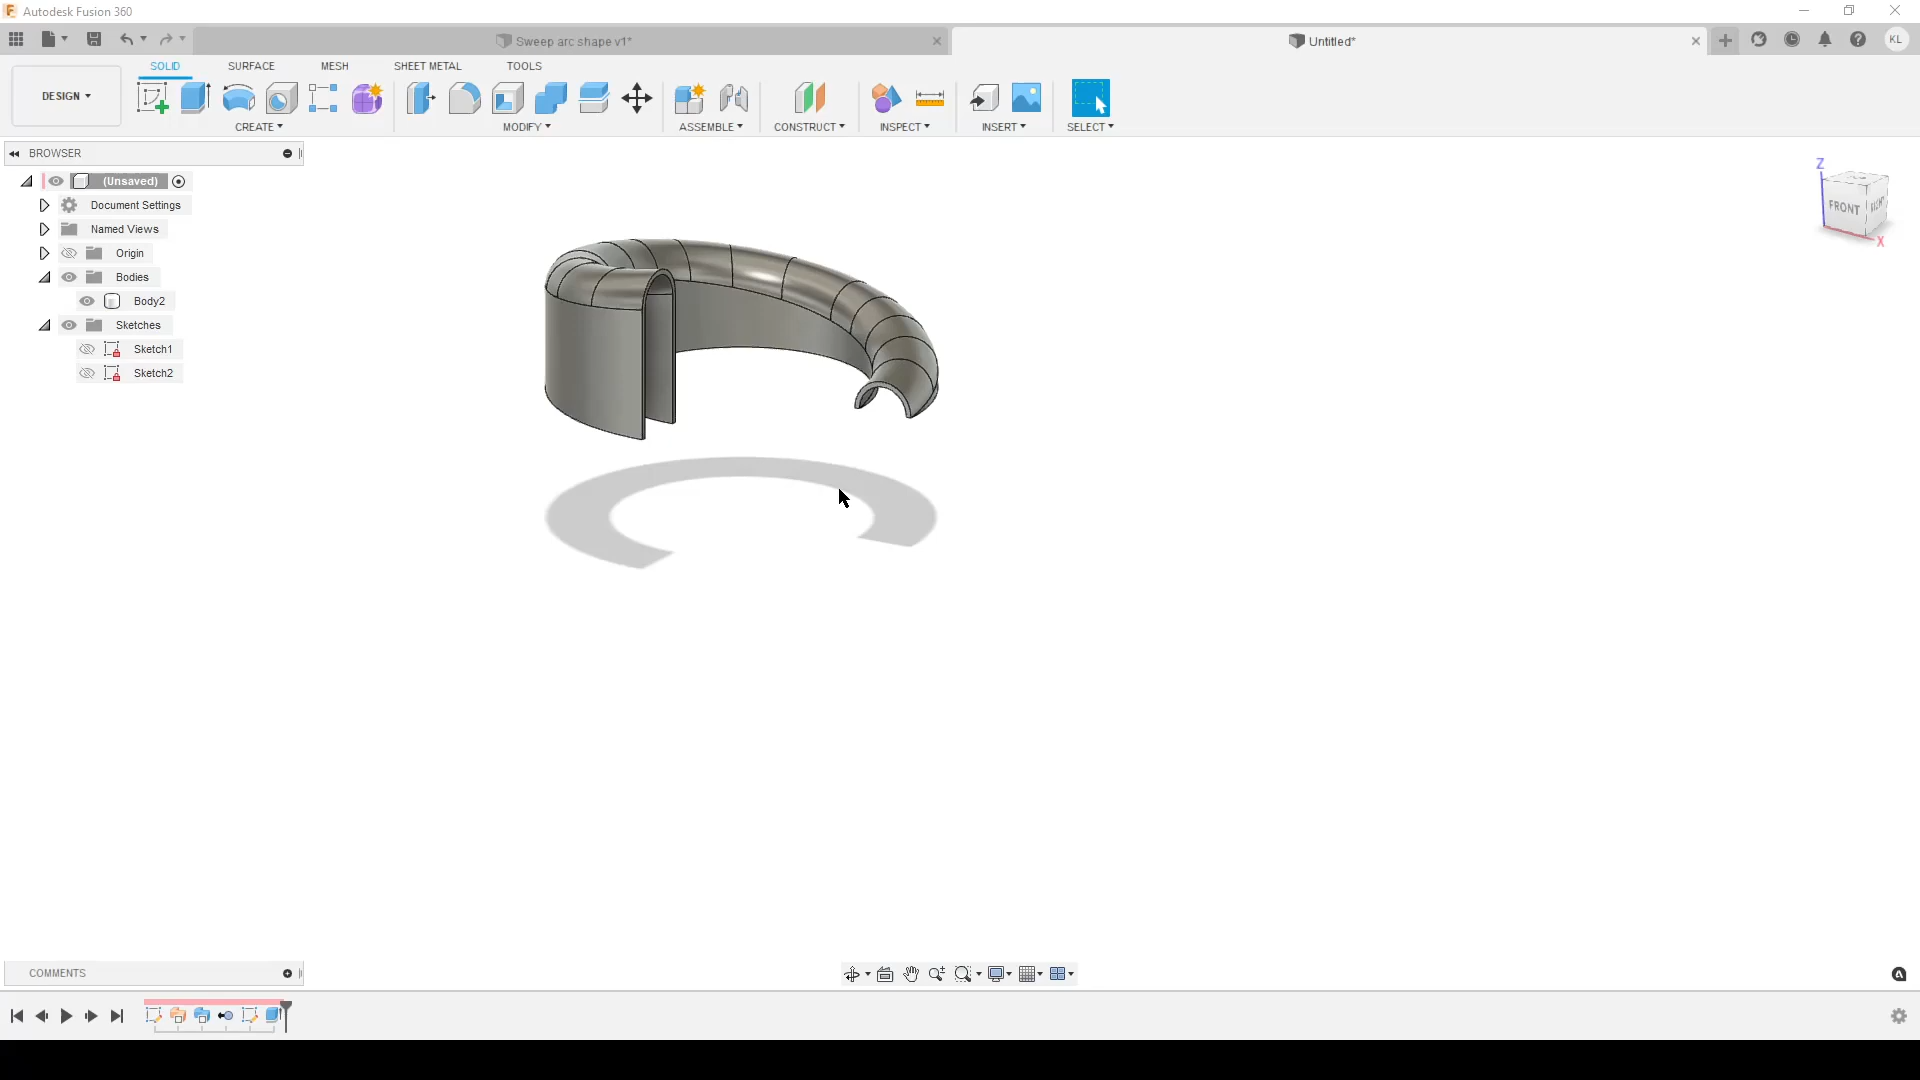 Autodesk Fusion 360
Sweep arc shape v1*
Untitled*
KL
SOLID
SURFACE
MESH
SHEET METAL
TOOLS
DESIGN
CREATE
MODIFY
ASSEMBLE
CONSTRUCT
INSPECT
INSERT
SELECT
BROWSER
(Unsaved)
Document Settings
Named Views
Origin
Bodies
Body2
Sketches
Sketch1
Sketch2
Z
FRONT
RIGHT
X
COMMENTS